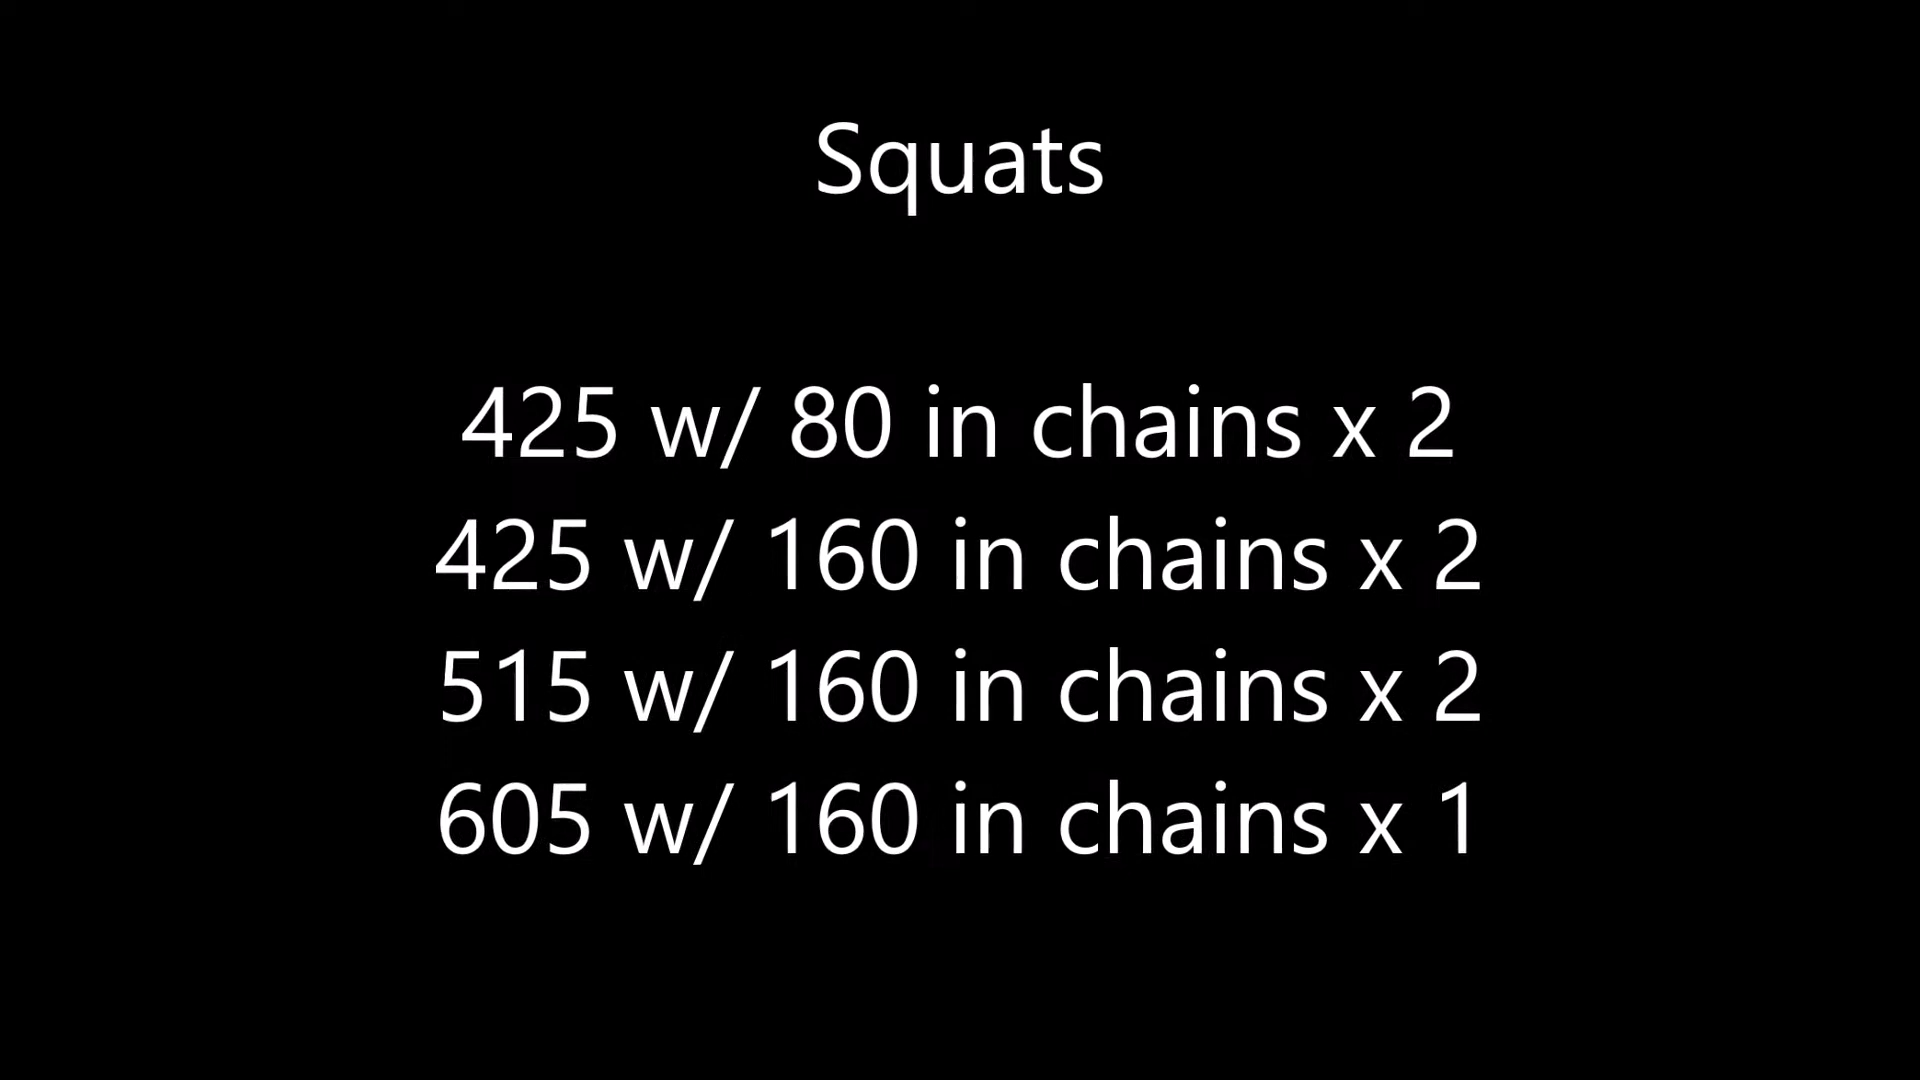 Squats
425 w/ 80 in chains x 2
425 w/ 160 in chains x 2
515 w/ 160 in chains x 2
605 w/ 160 in chains x 1